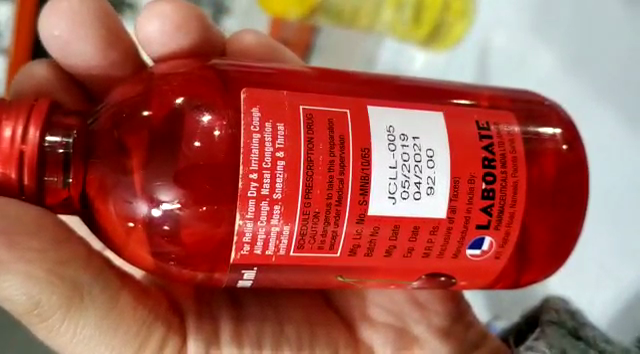 For Relief from Dry & Irritating Cough,
Allergic Cough, Nasal Congestion,
Running Nose, Sneezing & Throat
Irritation.
SCHEDULE G PRESCRIPTION DRUG
- CAUTION:
It is dangerous to take this preparation
except under Medical supervision
Mfg. Lic. No. S-MNB/10/65
Batch No. JCLL-005
Mfg. Date 05/2019
Exp. Date 04/2021
M.R.P. Rs. 92.00
(Inclusive of all Taxes)
Manufactured in India By:
LABORATE
PHARMACEUTICALS INDIA LTD
ml.